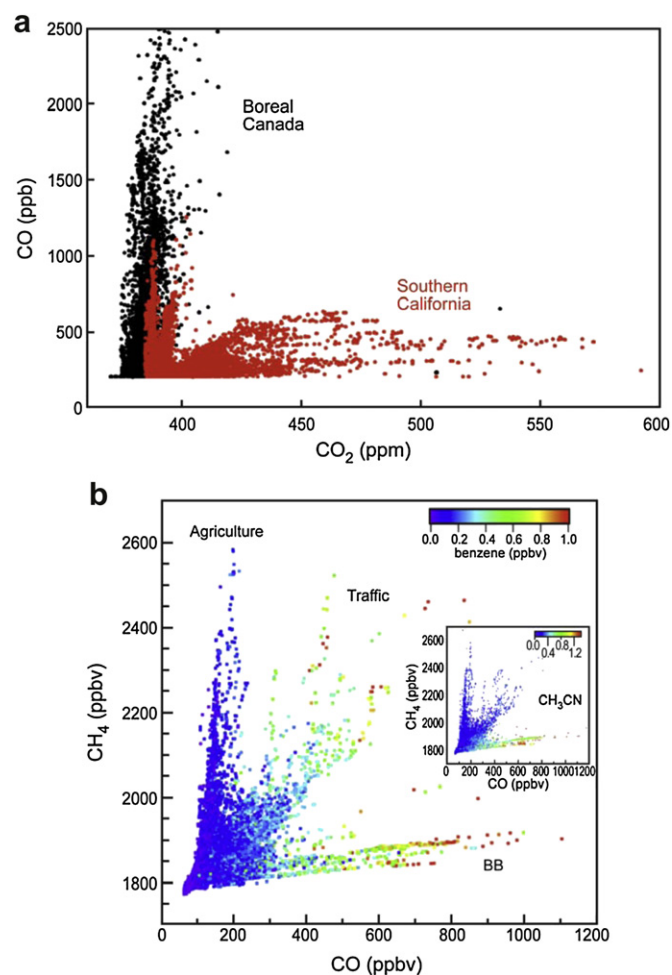 a
2500
2000
1500
1000
500
0
CO (ppb)
Boreal
Canada
Southern
California
400
450
500
550
600
CO2 (ppm)
b
2600
2400
2200
2000
1800
CH4 (ppbv)
Agriculture
Traffic
BB
0.0 0.2 0.4 0.6 0.8 1.0
benzene (ppbv)
0.0 0.4 0.8 1.2
2600
2400
2200
2000
1800
CH4 (ppbv)
CH3CN
0 200 400 600 800 1000 1200
CO (ppbv)
0 200 400 600 800 1000 1200
CO (ppbv)